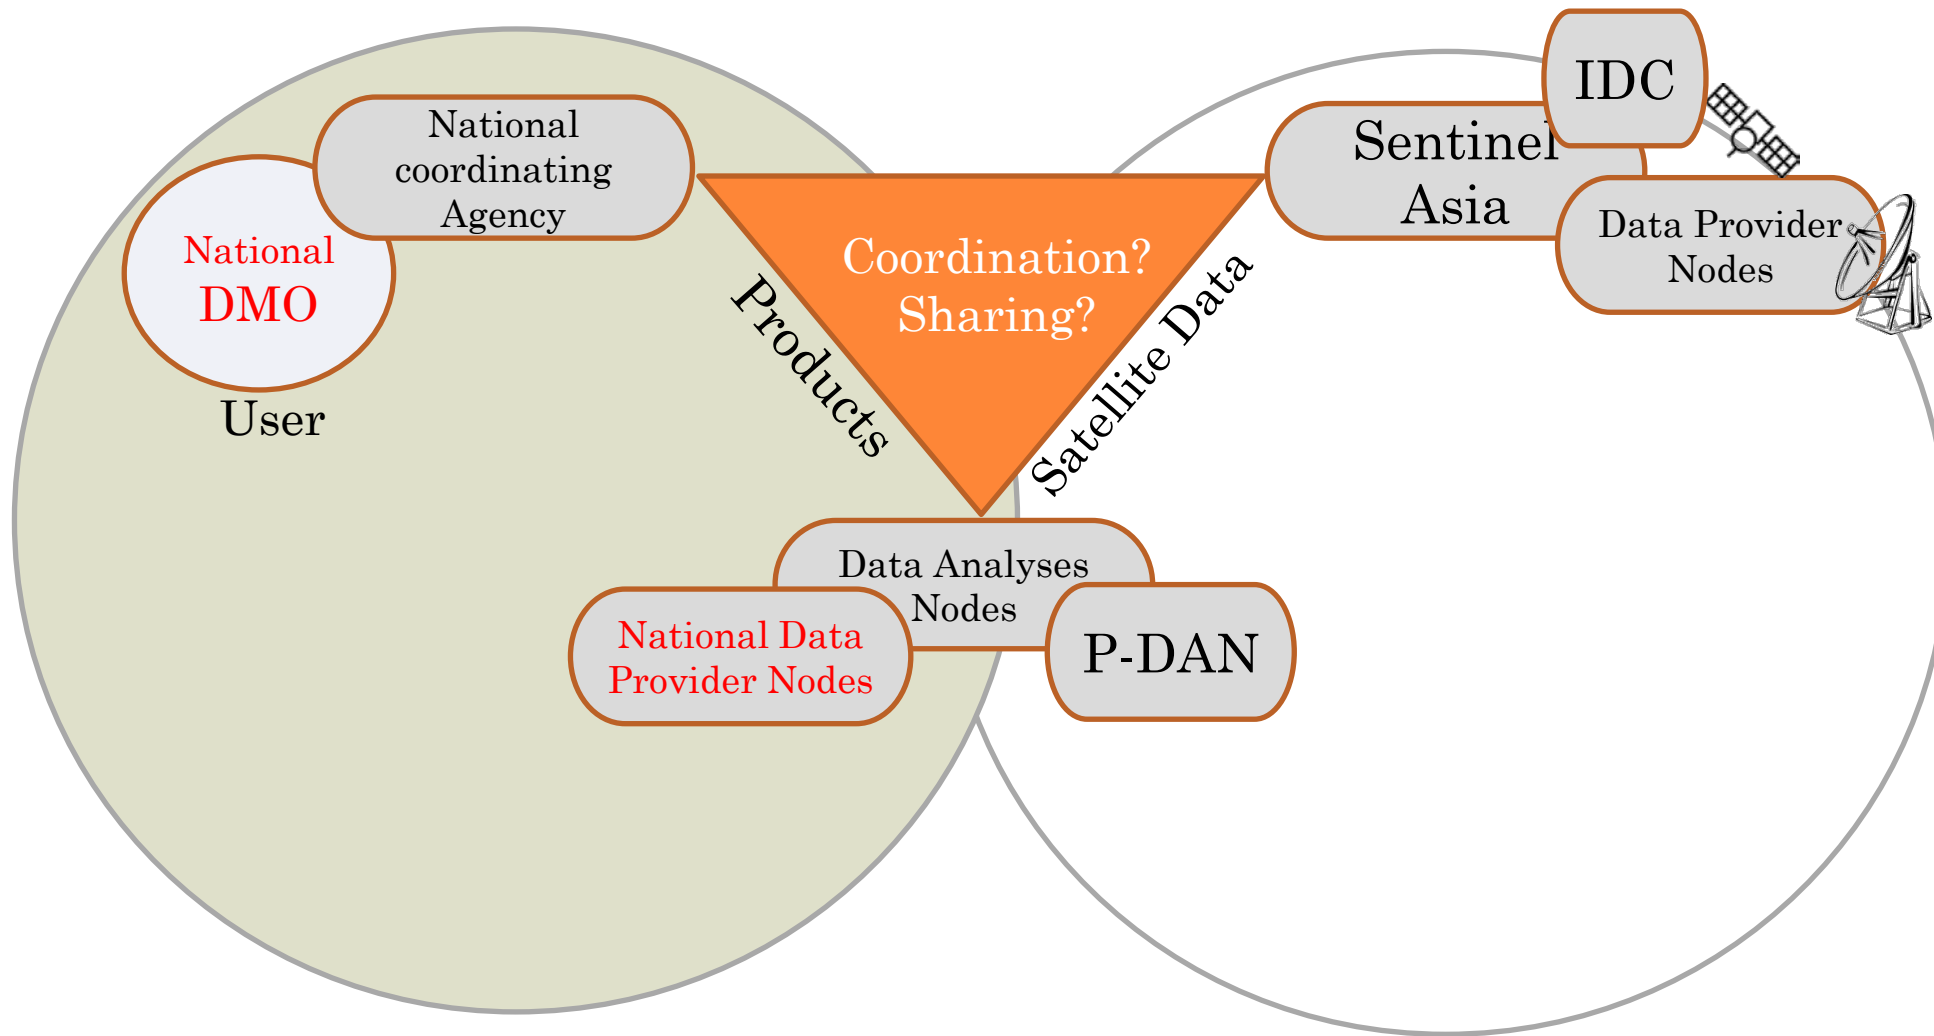 National
coordinating
Agency
National
DMO
User
Coordination?
Sharing?
Products
Satellite Data
IDC
Sentinel
Asia
Data Provider
Nodes
Data Analyses
Nodes
National Data
Provider Nodes
P-DAN